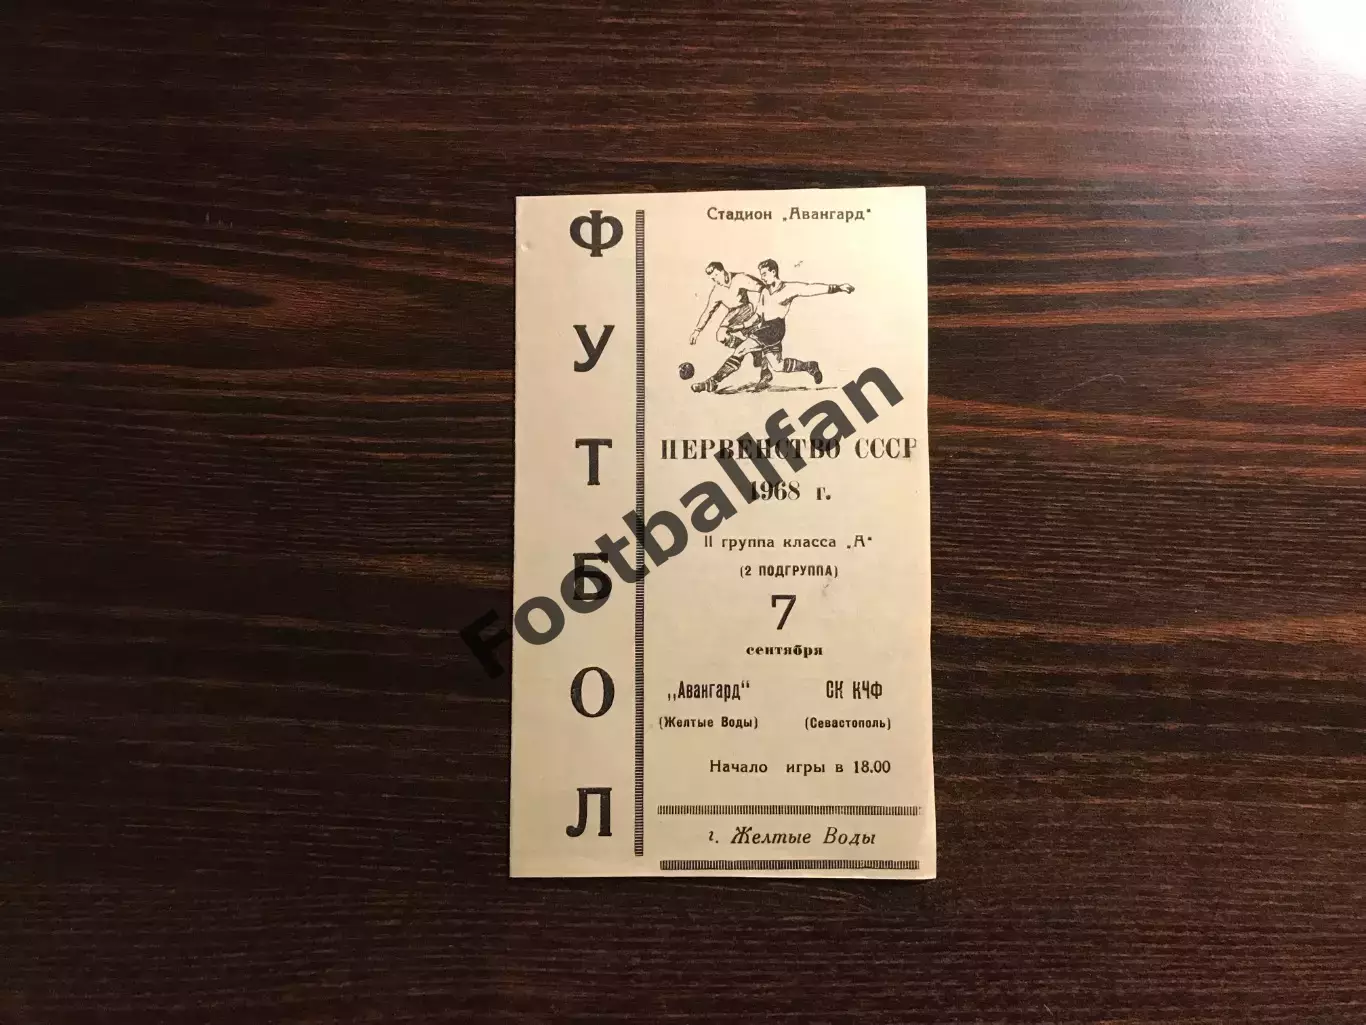 ФУТБОЛ
Стадион „Авангард"
ПЕРВЕНСТВО СССР
1968 г.
II группа класса „А"
(2 ПОДГРУППА)
7
сентября
„Авангард" СК КЧФ
(Желтые Воды) (Севастополь)
Начало игры в 18.00
г. Желтые Воды
Footballfan